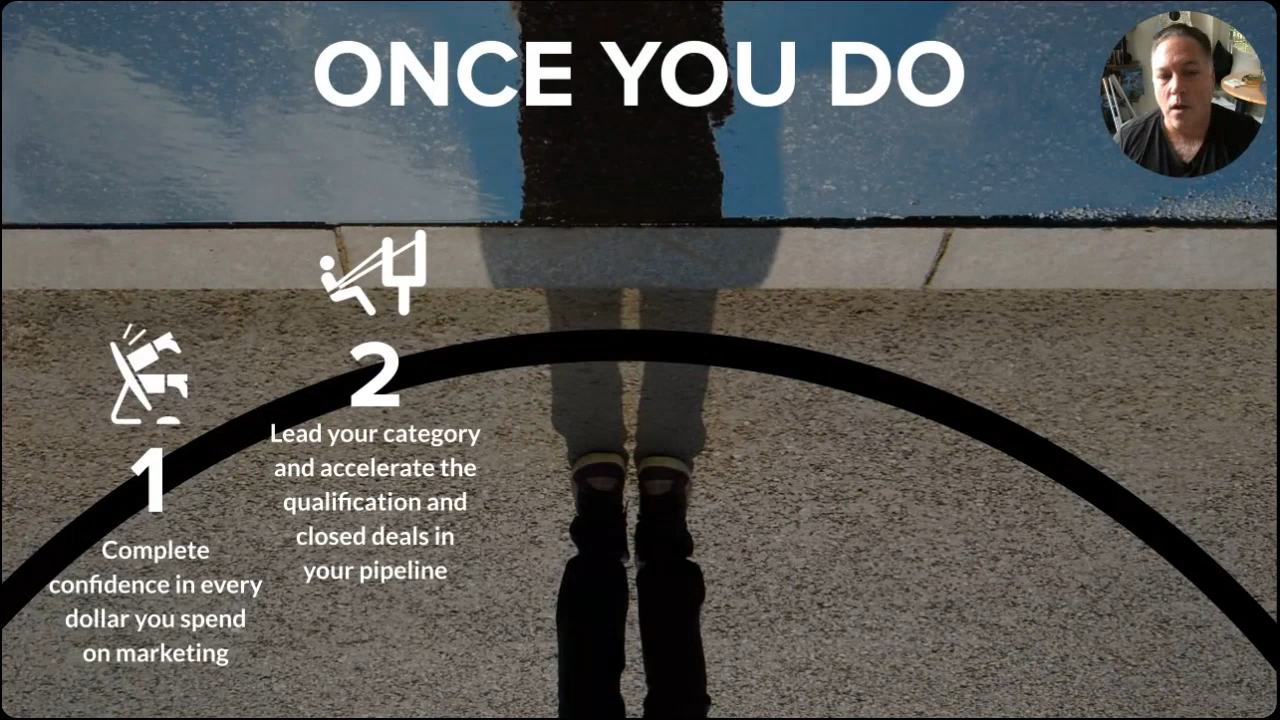 ONCE YOU DO
1
Complete
confidence in every
dollar you spend
on marketing
2
Lead your category
and accelerate the
qualification and
closed deals in
your pipeline